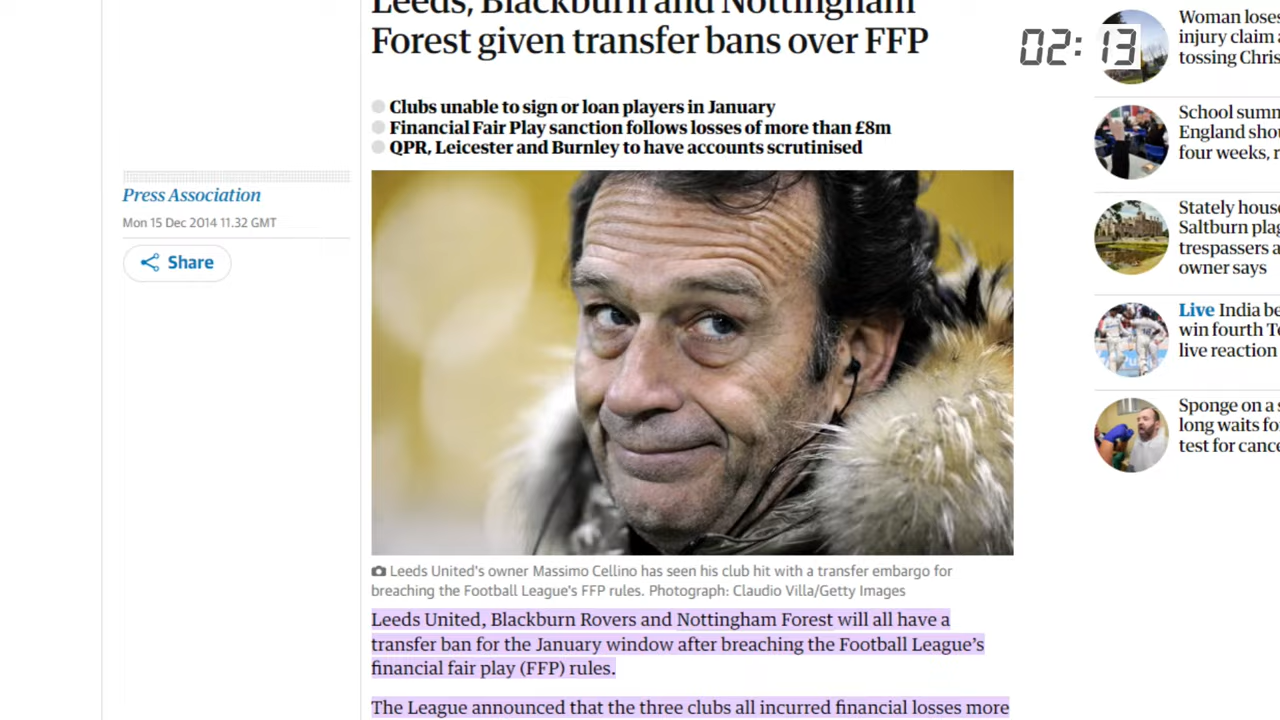 Leeds, Blackburn and Nottingham
Forest given transfer bans over FFP
02:13
Clubs unable to sign or loan players in January
Financial Fair Play sanction follows losses of more than £8m
QPR, Leicester and Burnley to have accounts scrutinised
Press Association
Mon 15 Dec 2014 11.32 GMT
Share
Leeds United's owner Massimo Cellino has seen his club hit with a transfer embargo for
breaching the Football League's FFP rules. Photograph: Claudio Villa/Getty Images
Leeds United, Blackburn Rovers and Nottingham Forest will all have a
transfer ban for the January window after breaching the Football League’s
financial fair play (FFP) rules.
The League announced that the three clubs all incurred financial losses more
Woman loses
injury claim
tossing Chris
School summ
England shou
four weeks, r
Stately house
Saltburn plag
trespassers a
owner says
Live India be
win fourth Te
live reaction
Sponge on a s
long waits fo
test for cance